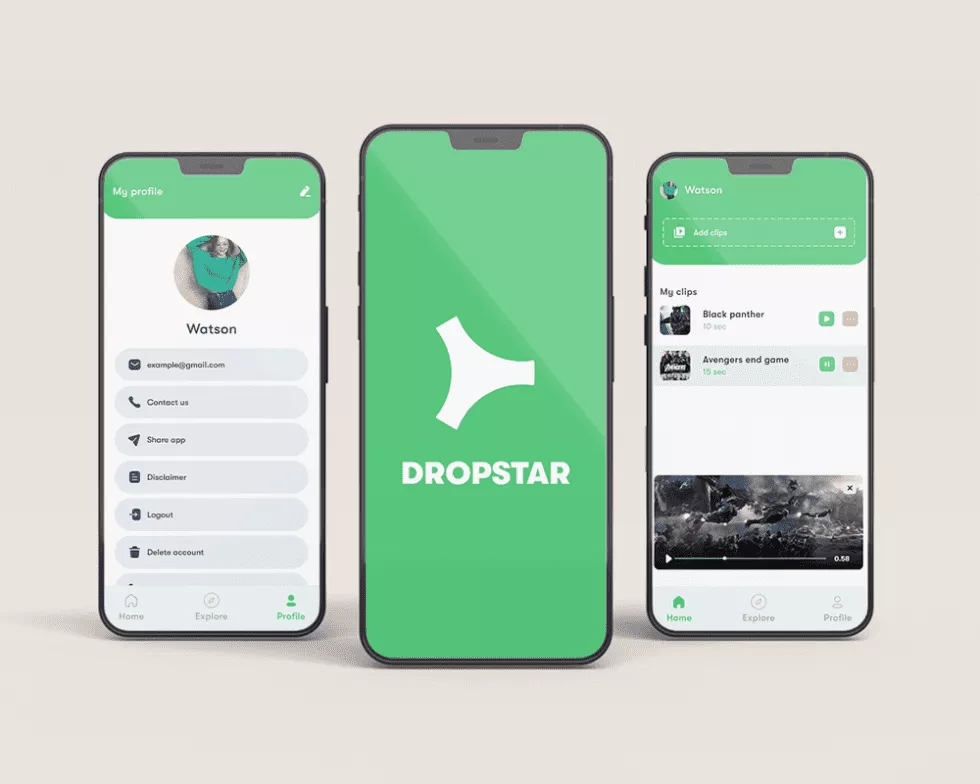 My profile
Watson
example@gmail.com
Contact us
Share app
Disclaimer
Logout
Delete account
Home
Explore
Profile
DROPSTAR
Watson
Add clips
My clips
Black panther
10 sec
Avengers end game
15 sec
AVENGERS
0.58
Home
Explore
Profile